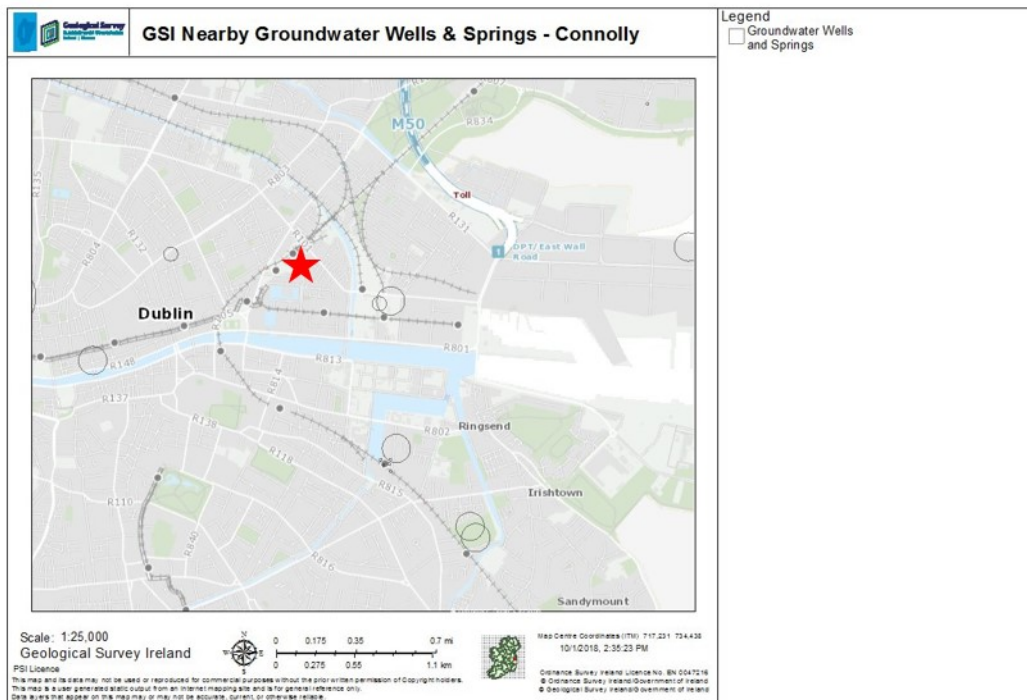 Geological Survey
GSI Nearby Groundwater Wells & Springs - Connolly
Legend
Groundwater Wells
and Springs
M50
R834
R135
R803
R132
R804
R131
Toll
1
DPT/East Wall
Road
Dublin
R105
R801
R148
R813
R814
R137
R138
R802
Ringsend
R118
R815
Irishtown
R110
R840
R816
Sandymount
Scale: 1:25,000
Geological Survey Ireland
PSI Licence
This map and its data may not be used or reproduced for commercial purposes without the prior written permission of Copyright holders.
This map is a user generated static output from an Internet mapping site and is for general reference only.
Data layers that appear on this map may or may not be accurate, current, or otherwise reliable.
0 0.175 0.35 0.7 mi
0 0.275 0.55 1.1 km
Map Centre Coordinates (ITM) 717,231 734,438
10/1/2018, 2:35:23 PM
Ordnance Survey Ireland Licence No. EN 0047216
© Ordnance Survey Ireland/Government of Ireland
© Geological Survey Ireland/Government of Ireland